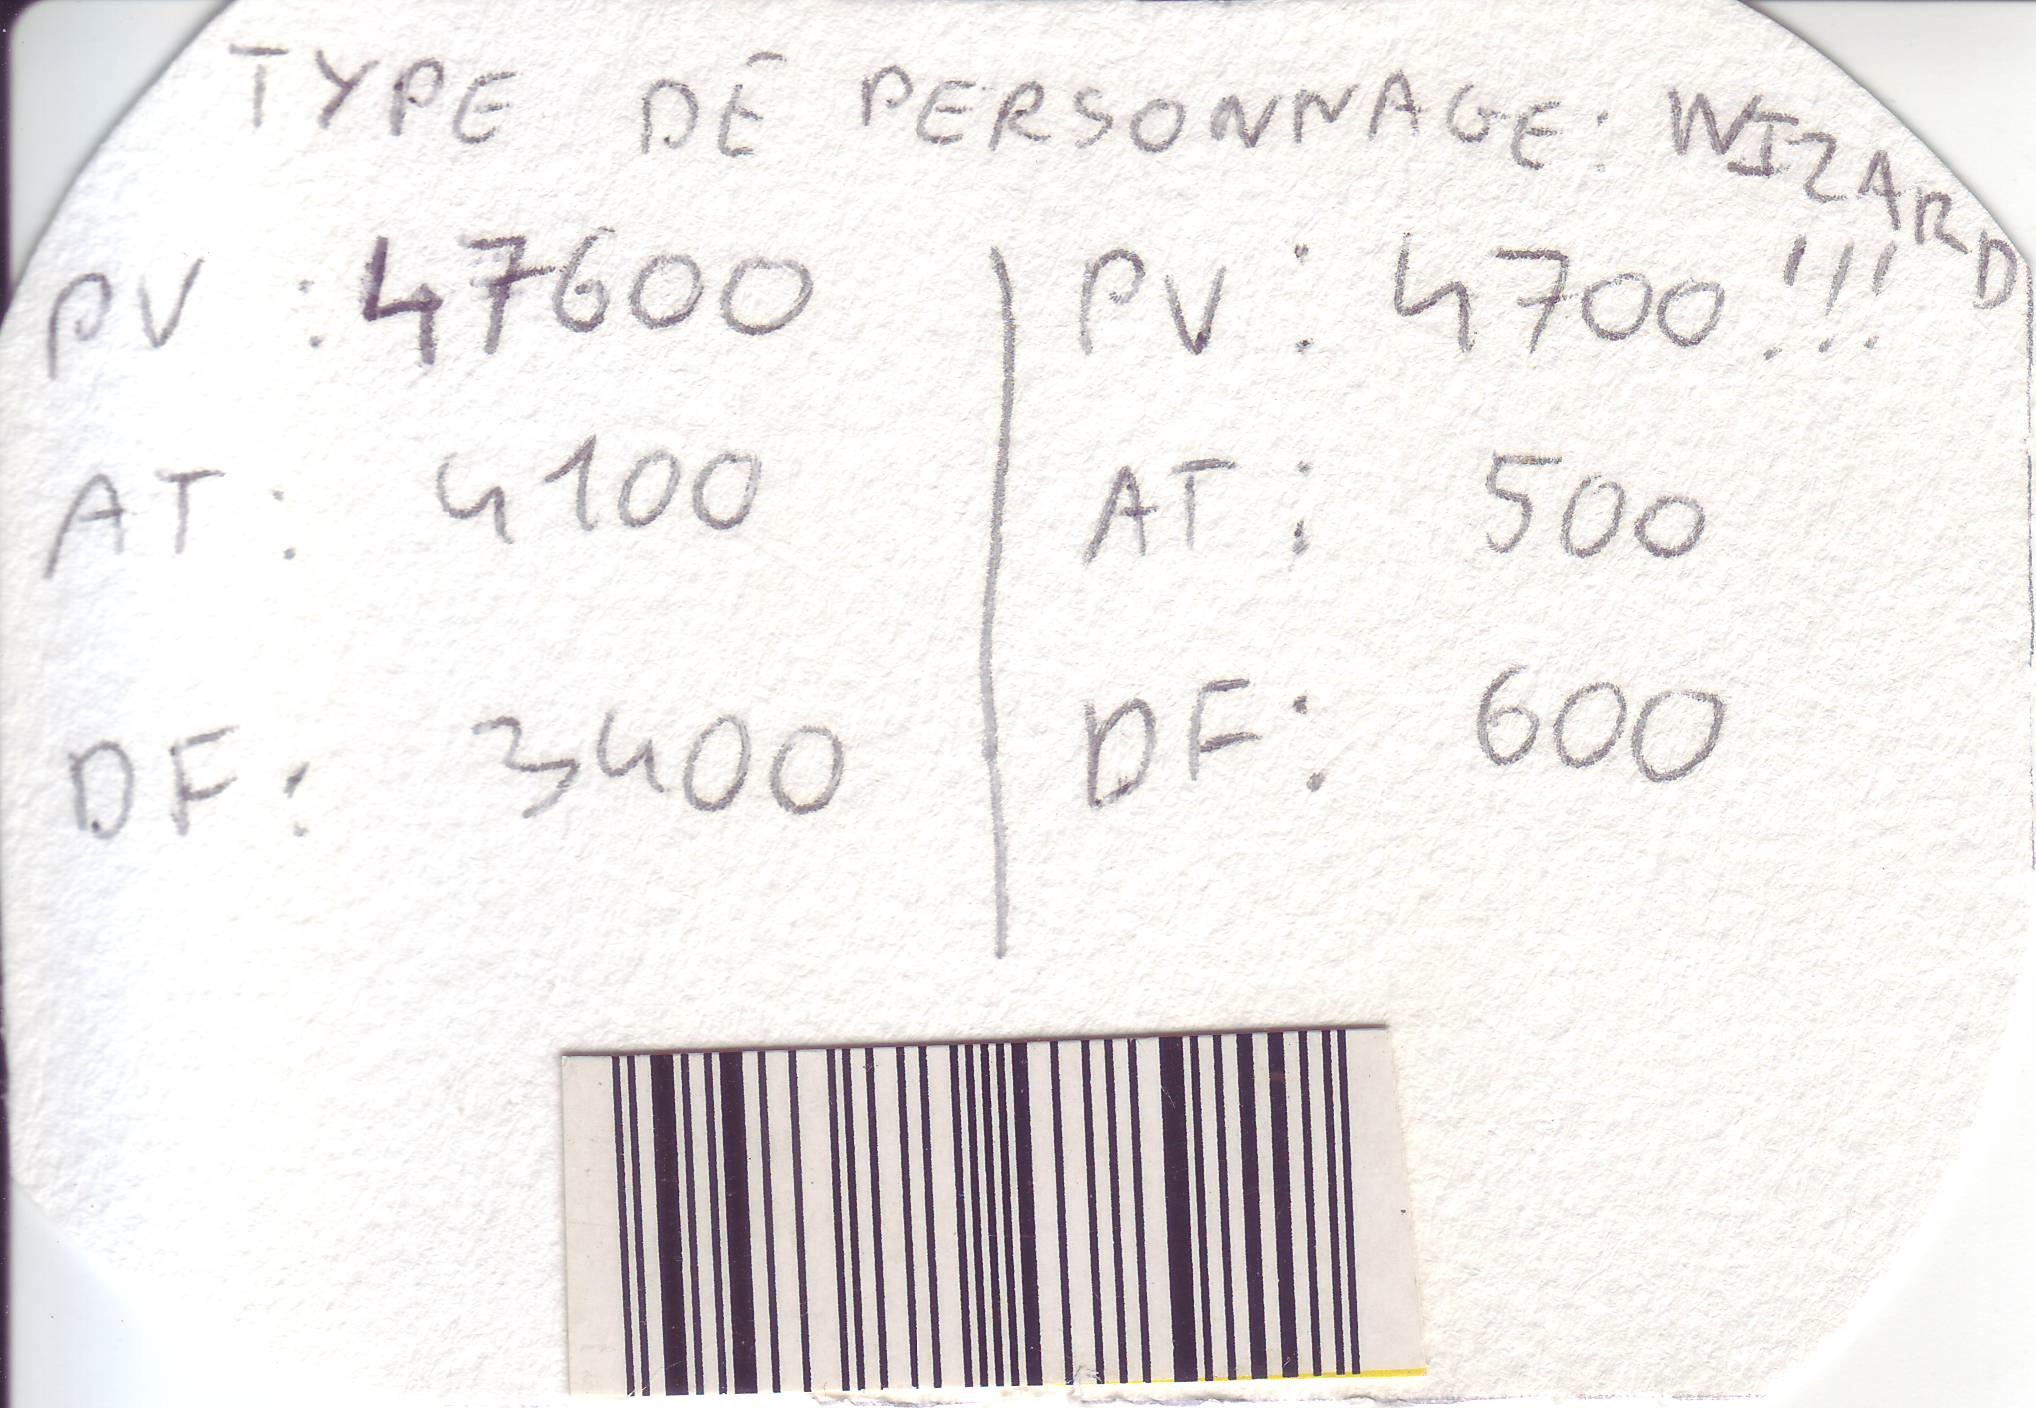 TYPE DE PERSONNAGE: WIZARD
PV : 47600
AT : 4100
DF : 3400
PV : 4700!!!
AT : 500
DF : 600